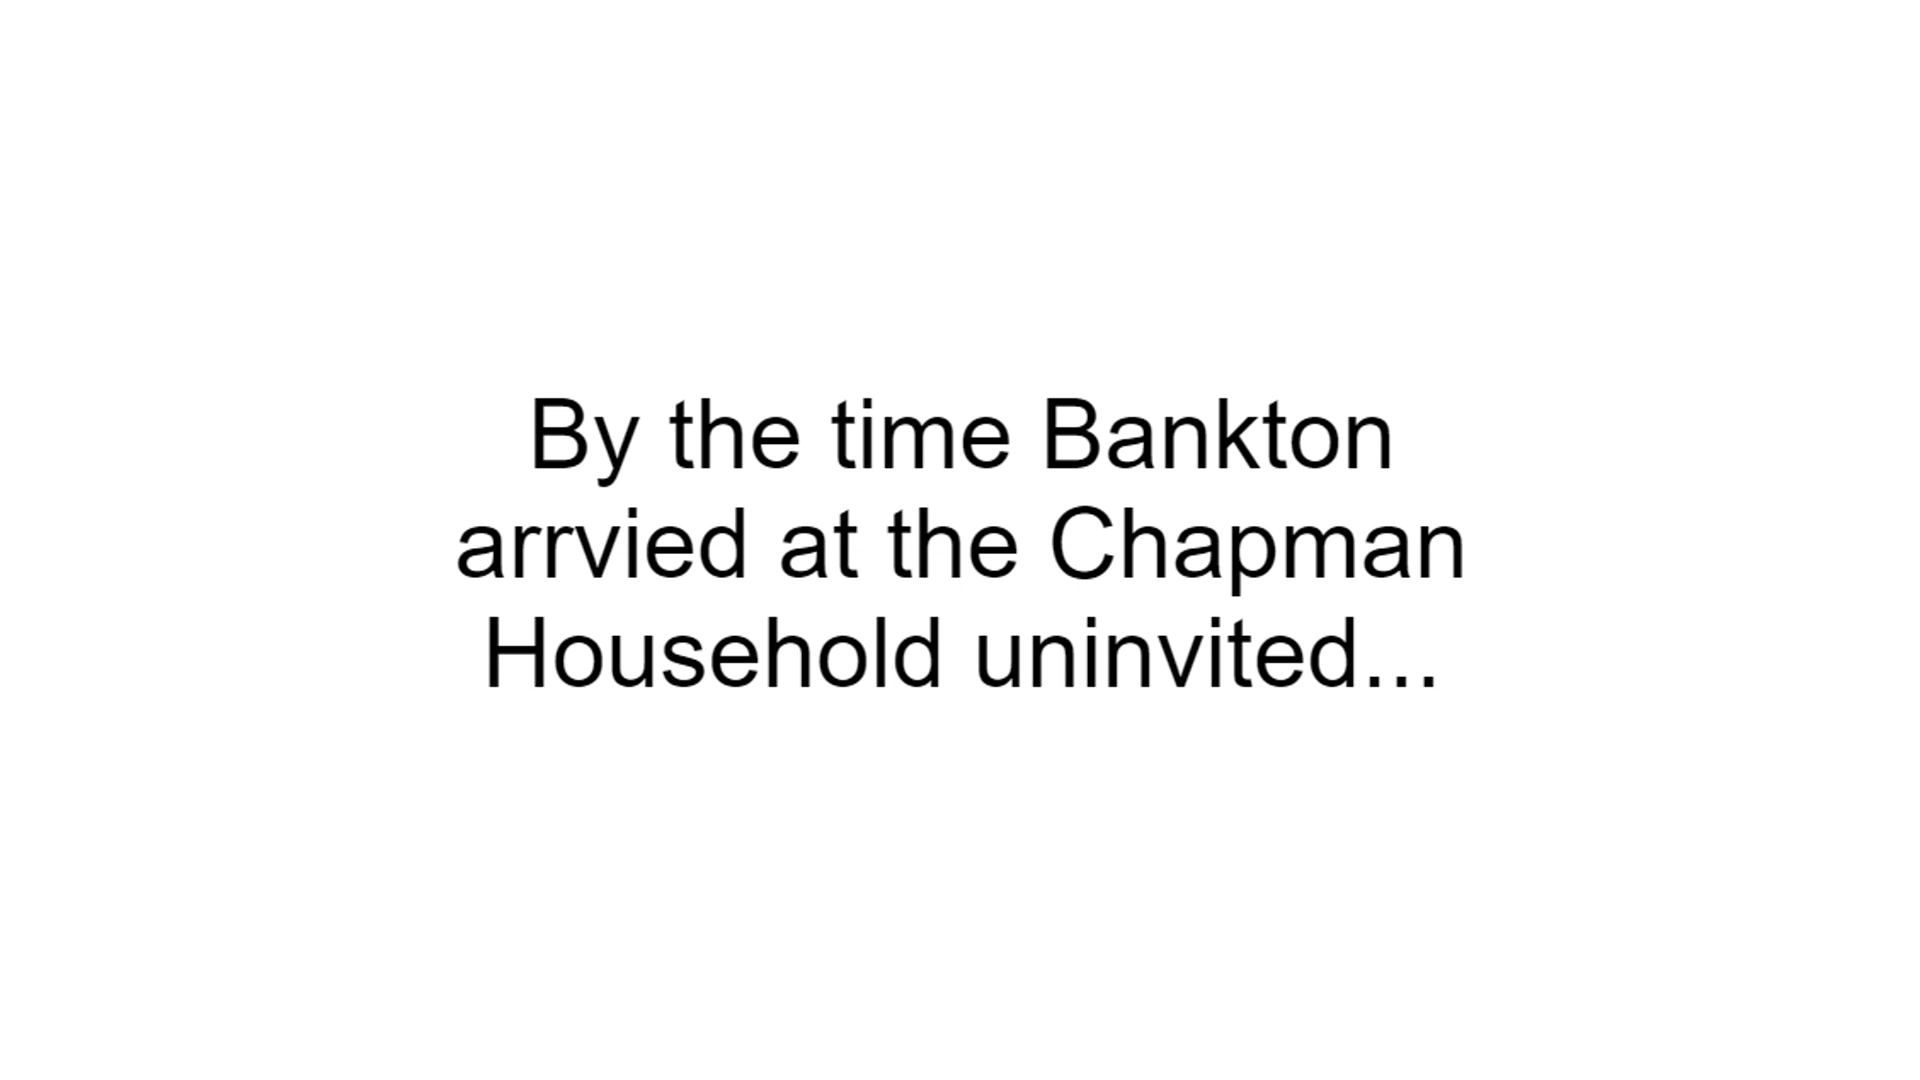 By the time Bankton
arrvied at the Chapman
Household uninvited...